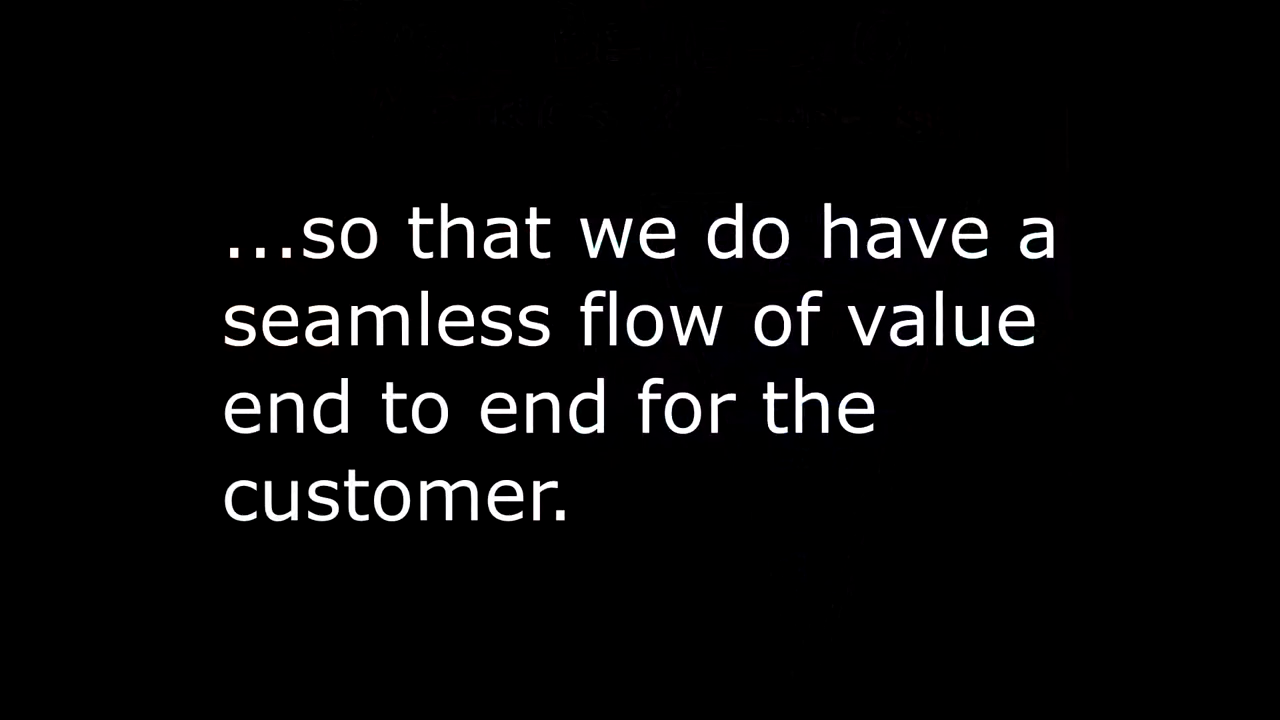 ...so that we do have a
seamless flow of value
end to end for the
customer.